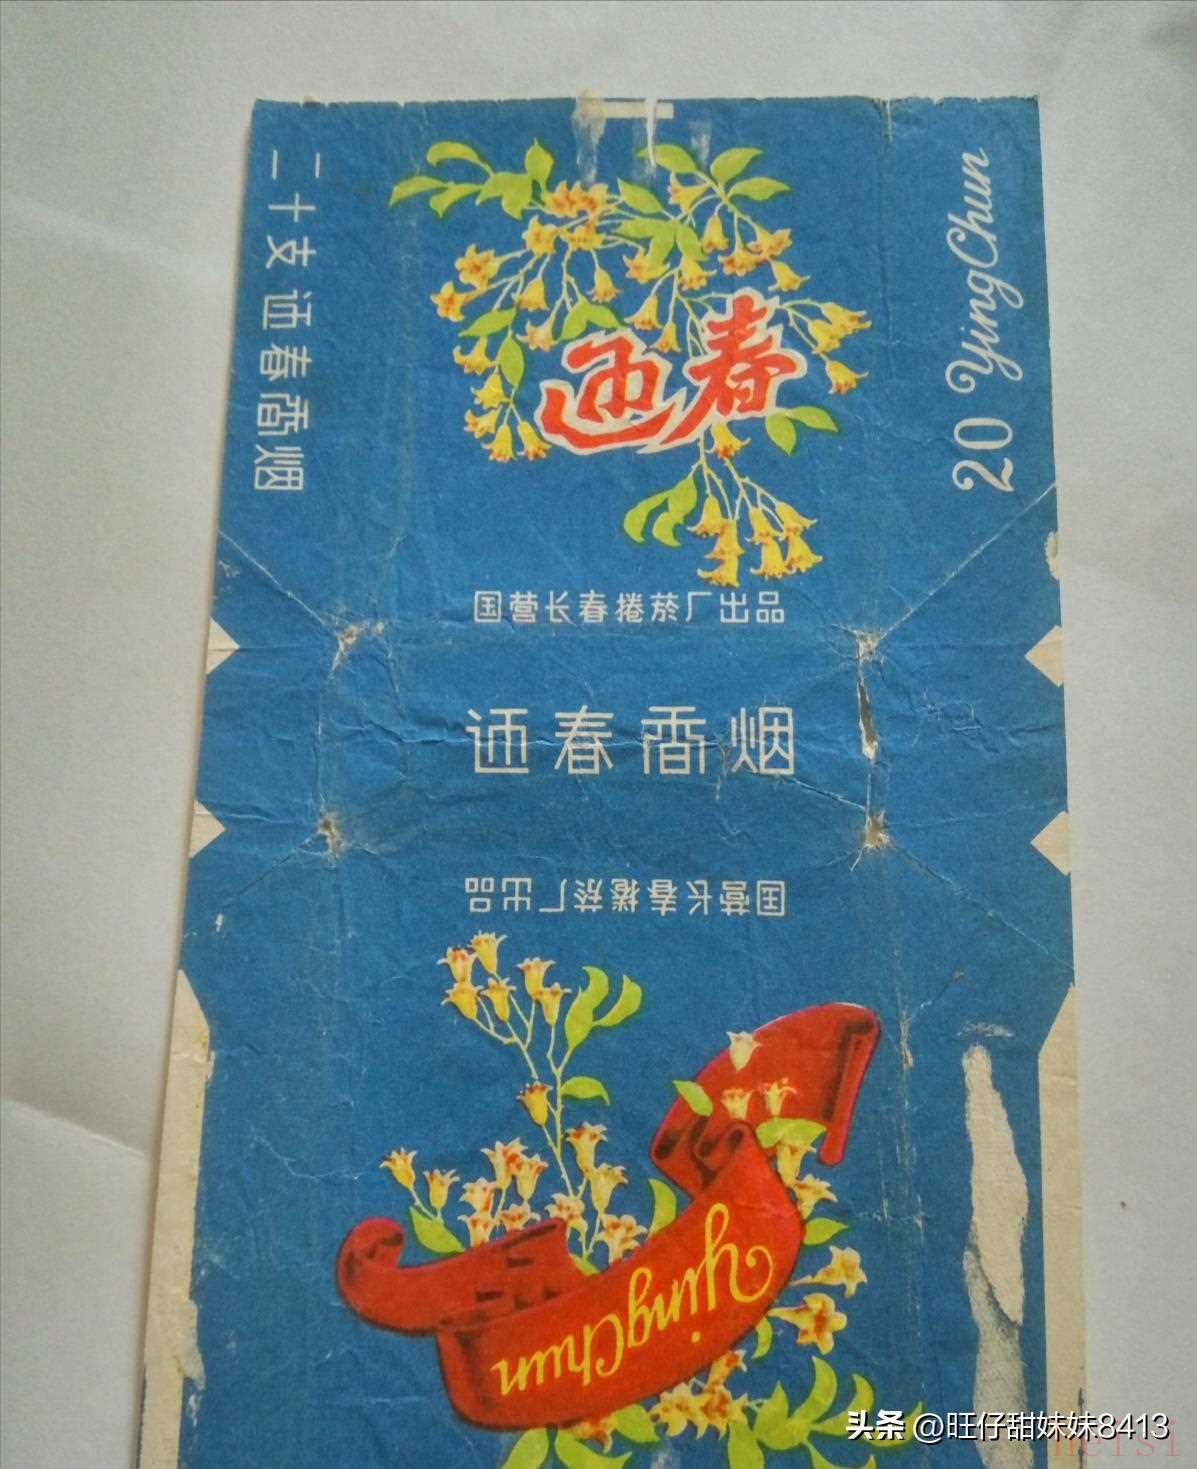 二十支迎春香烟
20 YingChun
迎春
国营长春捲菸厂出品
迎春香烟
国营长春捲菸厂出品
YingChun
头条 @旺仔甜妹妹8413